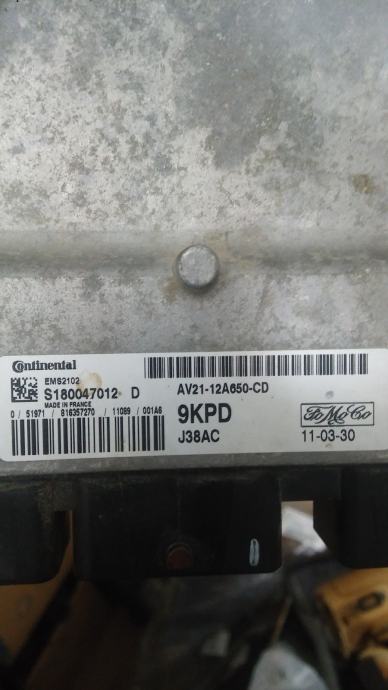 Continental
EMS2102
S180047012 D
MADE IN FRANCE
0 / 51971 / 816357270 / 11089 / 001A6
AV21-12A650-CD
9KPD
J38AC
FoMoCo
11-03-30